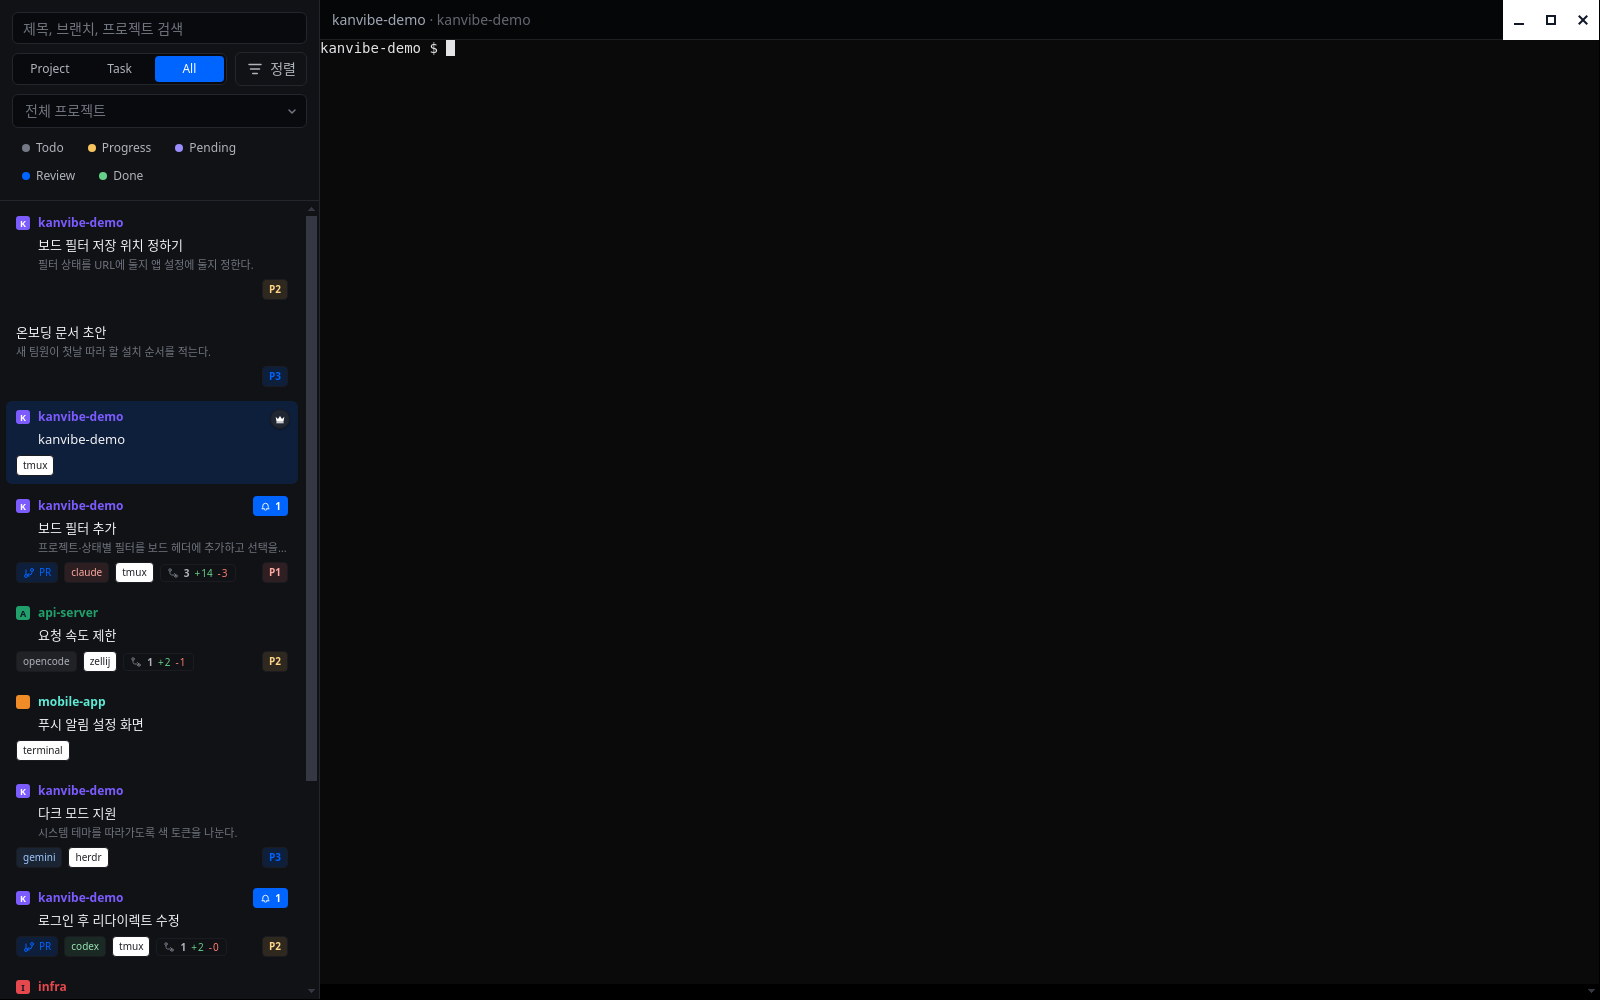 제목, 브랜치, 프로젝트 검색
Project Task All 정렬
전체 프로젝트
Todo Progress Pending
Review Done
K kanvibe-demo
보드 필터 저장 위치 정하기
필터 상태를 URL에 둘지 앱 설정에 둘지 정한다.
P2
온보딩 문서 초안
새 팀원이 첫날 따라 할 설치 순서를 적는다.
P3
K kanvibe-demo
kanvibe-demo
tmux
K kanvibe-demo 1
보드 필터 추가
프로젝트·상태별 필터를 보드 헤더에 추가하고 선택을...
PR claude tmux 3 +14 -3 P1
A api-server
요청 속도 제한
opencode zellij 1 +2 -1 P2
mobile-app
푸시 알림 설정 화면
terminal
K kanvibe-demo
다크 모드 지원
시스템 테마를 따라가도록 색 토큰을 나눈다.
gemini herdr P3
K kanvibe-demo 1
로그인 후 리다이렉트 수정
PR codex tmux 1 +2 -0 P2
I infra
kanvibe-demo · kanvibe-demo
kanvibe-demo $